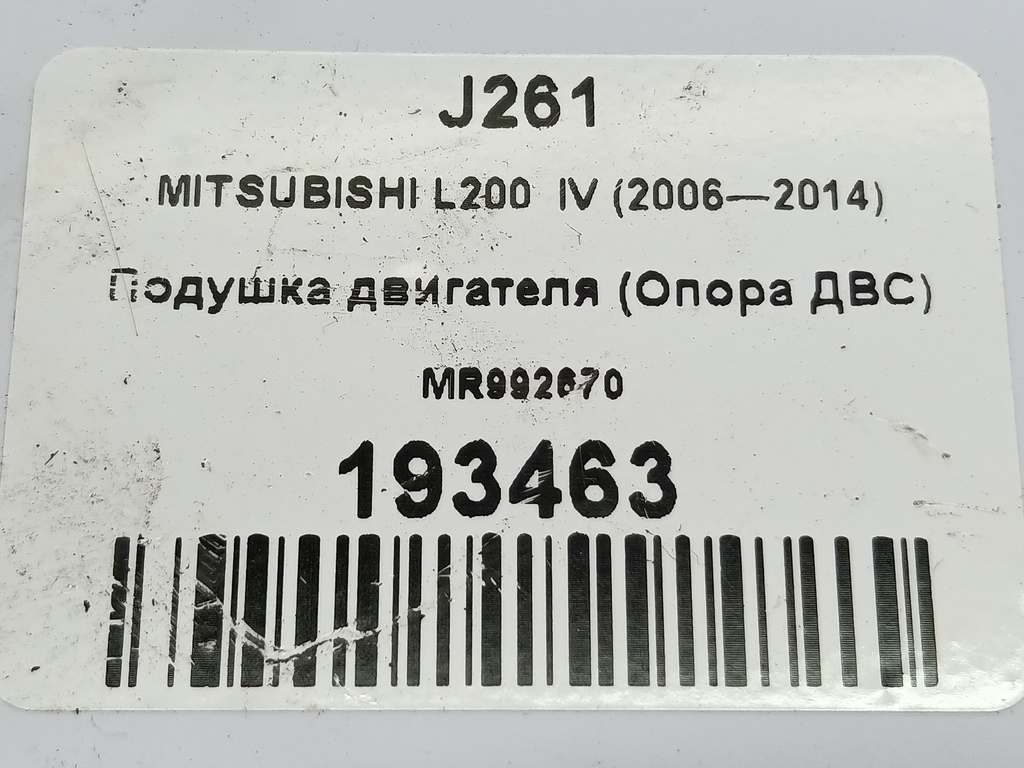 J261
MITSUBISHI L200 IV (2006—2014)
Подушка двигателя (Опора ДВС)
MR992670
193463